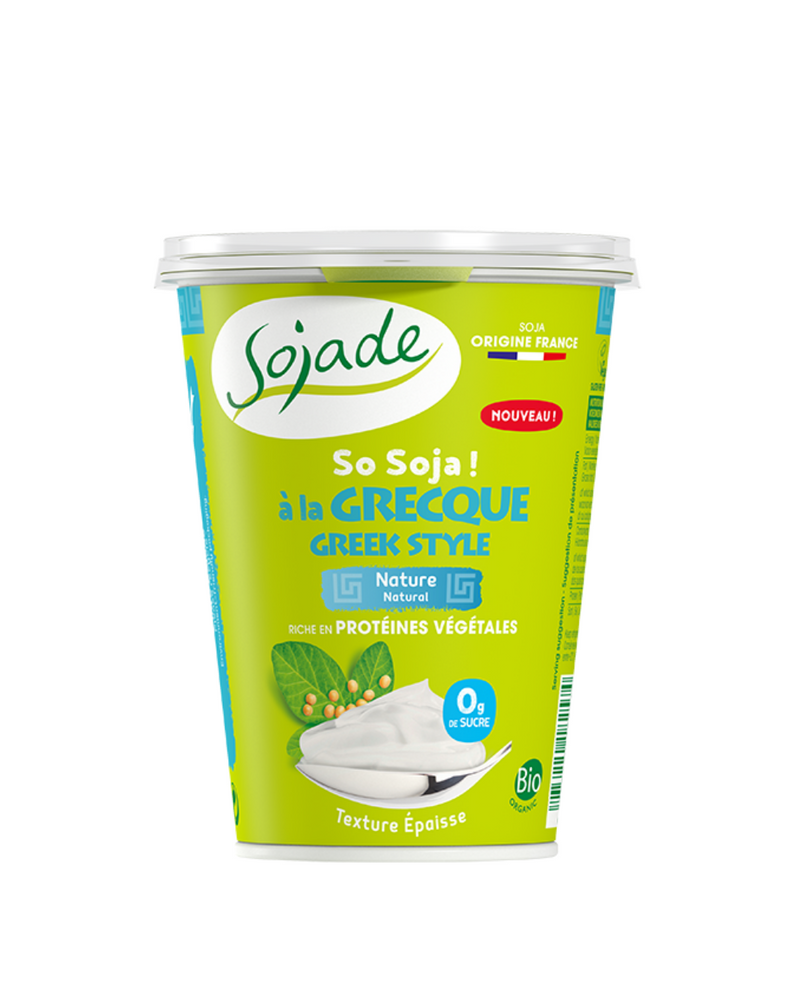 Sojade
SOJA
ORIGINE FRANCE
NOUVEAU !
So Soja !
à la GRECQUE
GREEK STYLE
Nature
Natural
RICHE EN PROTÉINES VÉGÉTALES
0g
DE SUCRE
Bio
ORGANIC
Texture Épaisse
Serving suggestion - Suggestion de présentation